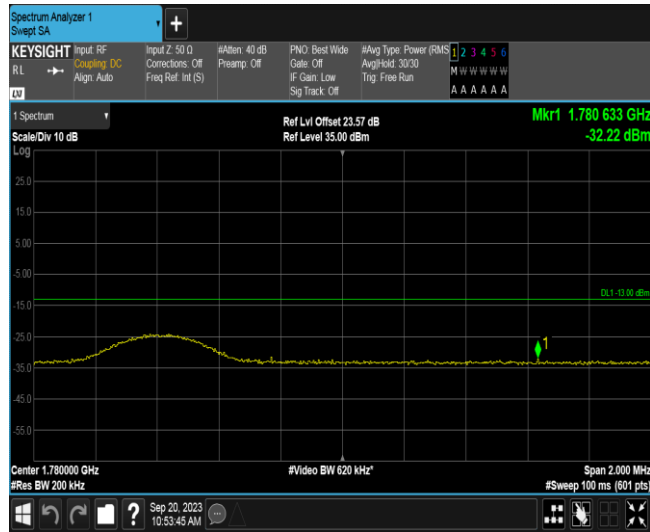 Spectrum Analyzer 1
Swept SA
KEYSIGHT
RL
LXI
Input: RF
Coupling: DC
Align: Auto
Input Z: 50 Ω
Corrections: Off
Freq Ref: Int (S)
#Atten: 40 dB
Preamp: Off
PNO: Best Wide
Gate: Off
IF Gain: Low
Sig Track: Off
#Avg Type: Power (RMS
Avg|Hold: 30/30
Trig: Free Run
1 2 3 4 5 6
M W W W W W
A A A A A A
1 Spectrum
Scale/Div 10 dB
Log
Ref Lvl Offset 23.57 dB
Ref Level 35.00 dBm
Mkr1 1.780 633 GHz
-32.22 dBm
25.0
15.0
5.00
-5.00
DL1 -13.00 dBm
-15.0
-25.0
1
-35.0
-45.0
-55.0
Center 1.780000 GHz
#Video BW 620 kHz*
Span 2.000 MHz
#Res BW 200 kHz
#Sweep 100 ms (601 pts)
?
Sep 20, 2023
10:53:45 AM